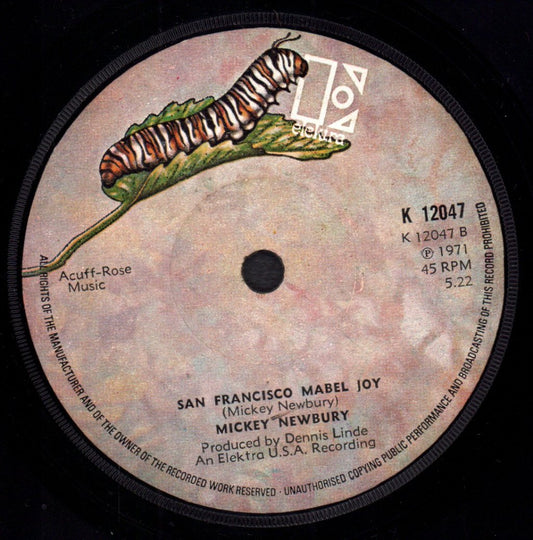 elektra
K 12047
K 12047 B
Ⓟ 1971
45 RPM
5.22
Acuff-Rose
Music
SAN FRANCISCO MABEL JOY
(Mickey Newbury)
MICKEY NEWBURY
Produced by Dennis Linde
An Elektra U.S.A. Recording
ALL RIGHTS OF THE MANUFACTURER AND OF THE OWNER OF THE RECORDED WORK RESERVED · UNAUTHORISED COPYING PUBLIC PERFORMANCE AND BROADCASTING OF THIS RECORD PROHIBITED